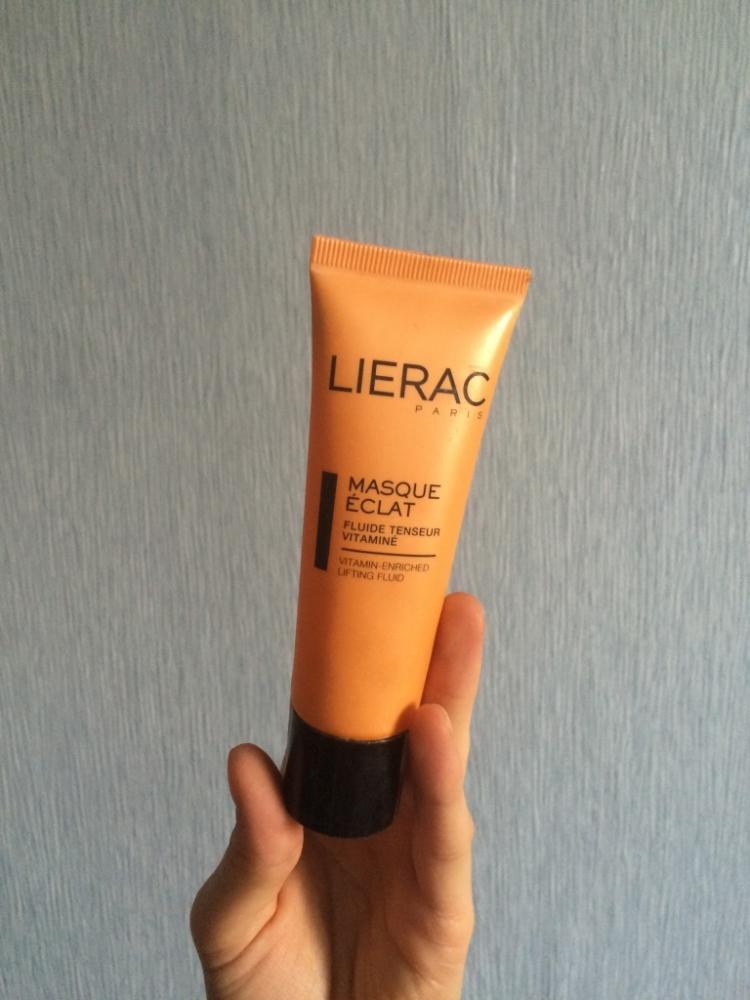 LIERAC
PARIS
MASQUE
ÉCLAT
FLUIDE TENSEUR
VITAMINÉ
VITAMIN-ENRICHED
LIFTING FLUID